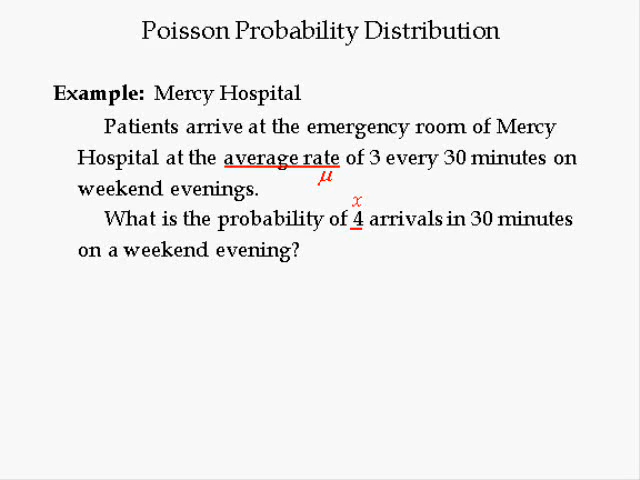 Poisson Probability Distribution
Example: Mercy Hospital
Patients arrive at the emergency room of Mercy
Hospital at the average rate of 3 every 30 minutes on
μ
weekend evenings.
x
What is the probability of 4 arrivals in 30 minutes
on a weekend evening?